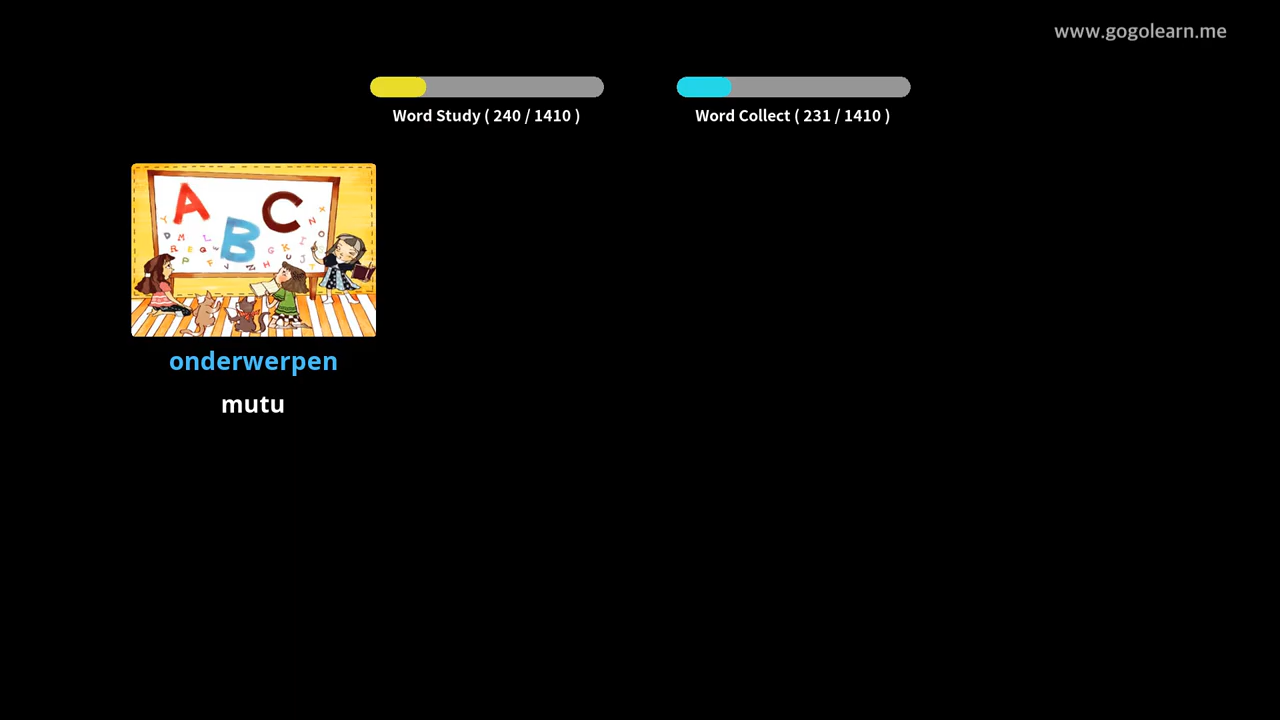 www.gogolearn.me
Word Study ( 240 / 1410 )
Word Collect ( 231 / 1410 )
A
B
C
onderwerpen
mutu